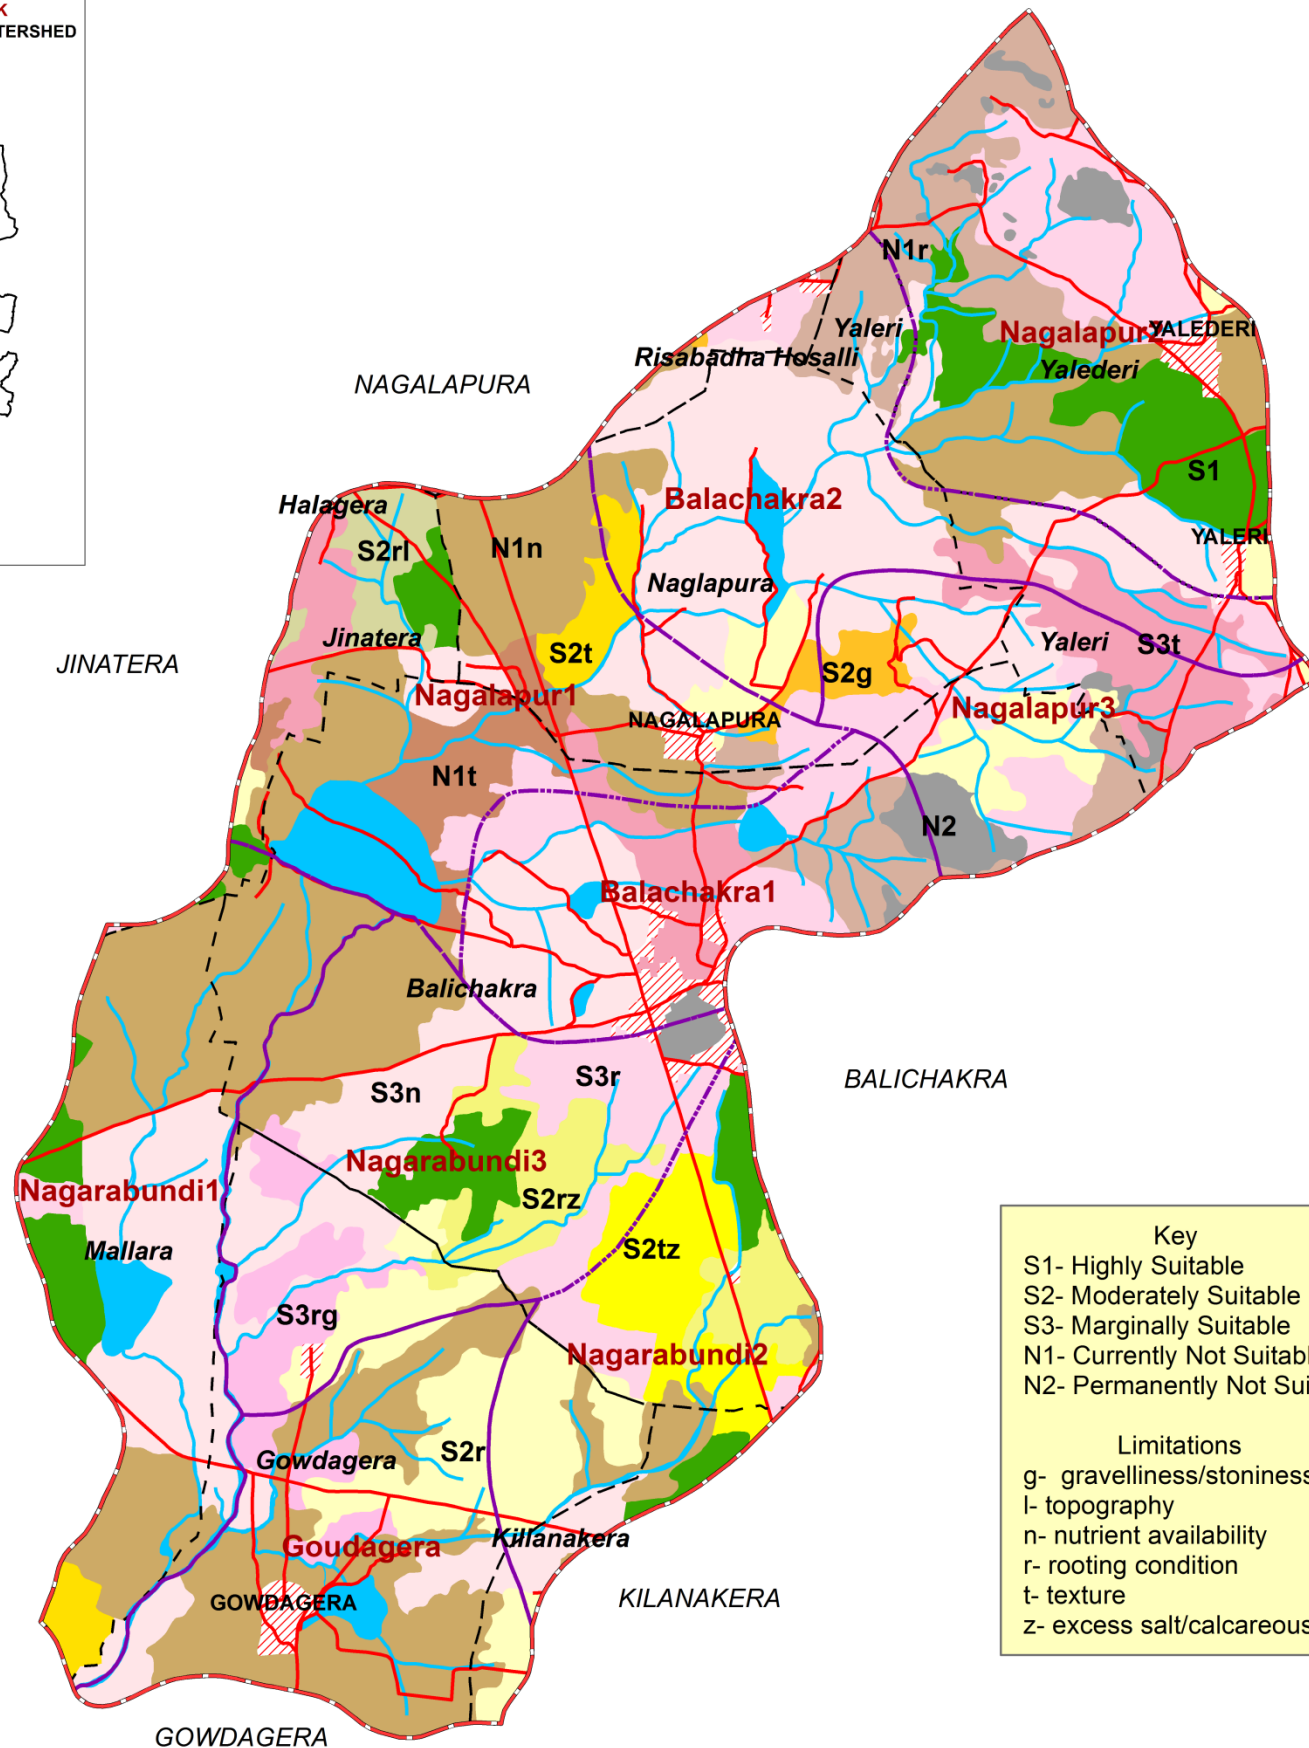 K
TERSHED
N1r
Nagalapur2
YALEDERI
Yaleri
Risabadha Hosalli
Yalederi
NAGALAPURA
S1
Balachakra2
Halagera
YALERI
N1n
S2rl
Naglapura
Jinatera
Yaleri
S3t
JINATERA
S2t
S2g
Nagalapur1
Nagalapur3
NAGALAPURA
N1t
N2
Balachakra1
Balichakra
S3r
BALICHAKRA
S3n
Nagarabundi3
Nagarabundi1
S2rz
Mallara
S2tz
S3rg
Nagarabundi2
S2r
Gowdagera
Killanakera
Goudagera
GOWDAGERA
KILANAKERA
GOWDAGERA
Key
S1- Highly Suitable
S2- Moderately Suitable
S3- Marginally Suitable
N1- Currently Not Suitabl
N2- Permanently Not Sui
Limitations
g- gravelliness/stoniness
l- topography
n- nutrient availability
r- rooting condition
t- texture
z- excess salt/calcareous